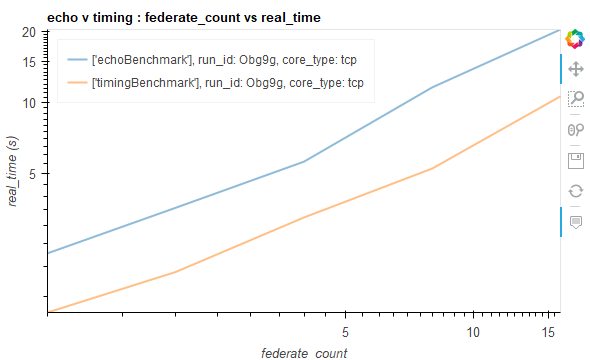 echo v timing : federate_count vs real_time
['echoBenchmark'], run_id: Obg9g, core_type: tcp
['timingBenchmark'], run_id: Obg9g, core_type: tcp
20
15
10
5
real_time (s)
5
10
15
federate_count